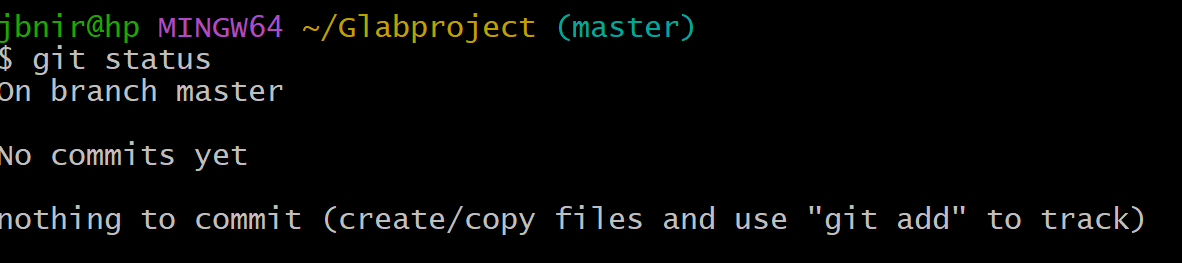 jbnir@hp MINGW64 ~/Glabproject (master)
$ git status
On branch master
No commits yet
nothing to commit (create/copy files and use "git add" to track)